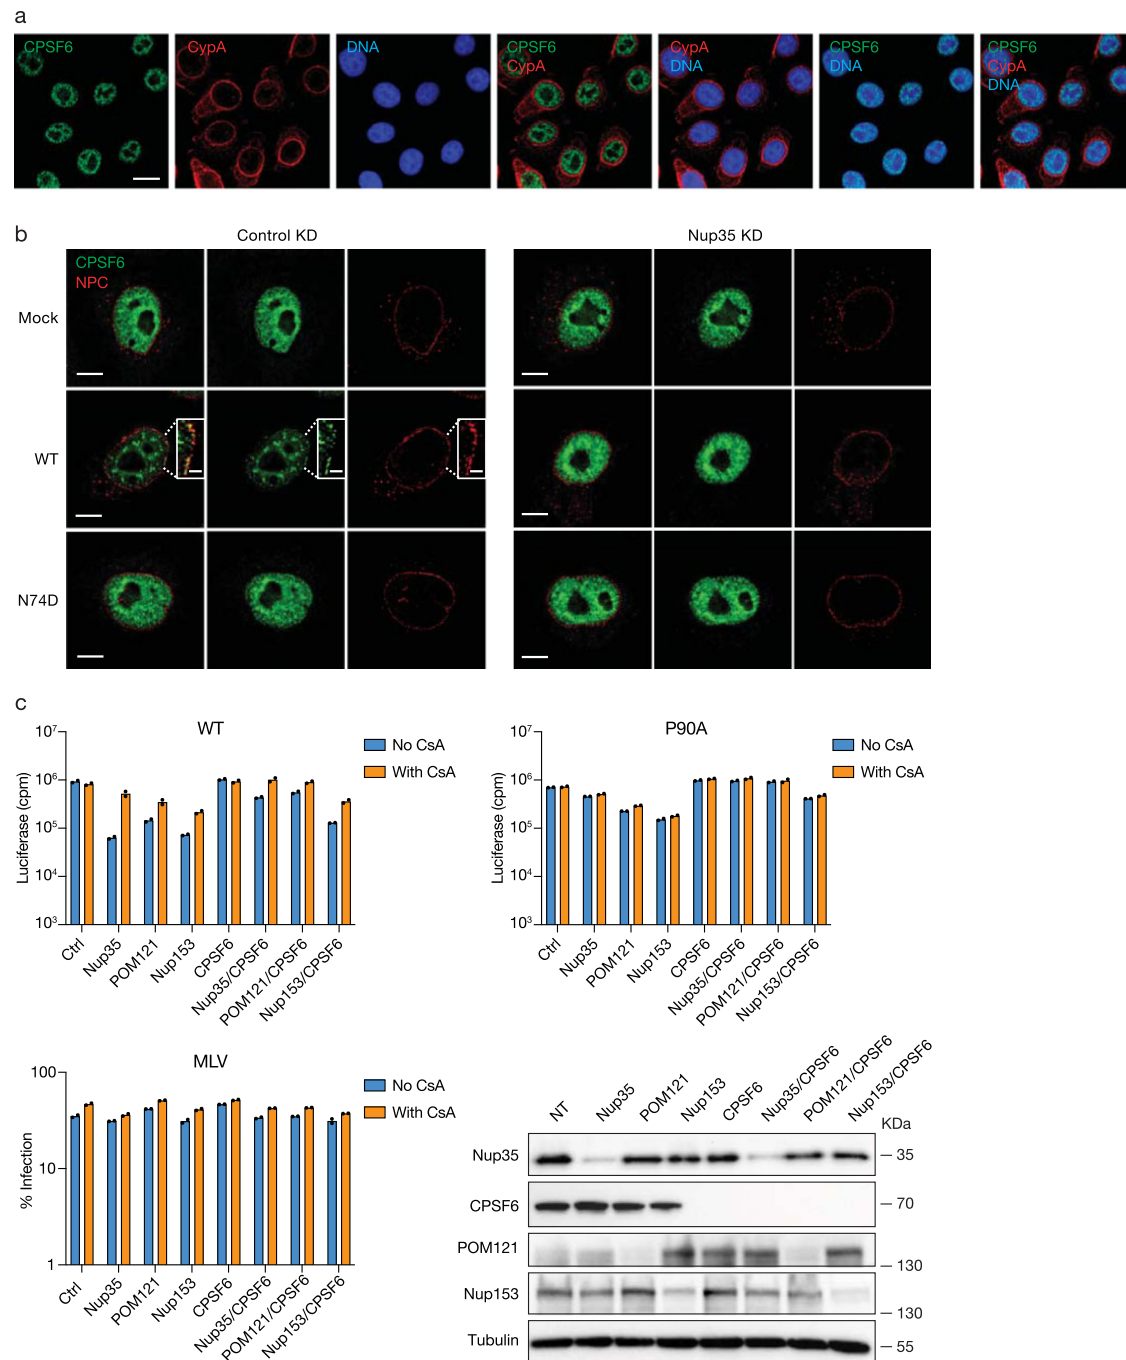 a
CPSF6
CypA
DNA
CPSF6
CypA
CypA
DNA
CPSF6
DNA
CPSF6
CypA
DNA
b
Control KD
Nup35 KD
CPSF6
NPC
Mock
WT
N74D
c
WT
10⁷
10⁶
10⁵
10⁴
10³
Luciferase (cpm)
No CsA
With CsA
Ctrl
Nup35
POM121
Nup153
CPSF6
Nup35/CPSF6
POM121/CPSF6
Nup153/CPSF6
P90A
10⁷
10⁶
10⁵
10⁴
10³
Luciferase (cpm)
No CsA
With CsA
Ctrl
Nup35
POM121
Nup153
CPSF6
Nup35/CPSF6
POM121/CPSF6
Nup153/CPSF6
MLV
100
10
1
% Infection
No CsA
With CsA
Ctrl
Nup35
POM121
Nup153
CPSF6
Nup35/CPSF6
POM121/CPSF6
Nup153/CPSF6
NT
Nup35
POM121
Nup153
CPSF6
Nup35/CPSF6
POM121/CPSF6
Nup153/CPSF6
KDa
Nup35
35
CPSF6
70
POM121
130
Nup153
130
Tubulin
55